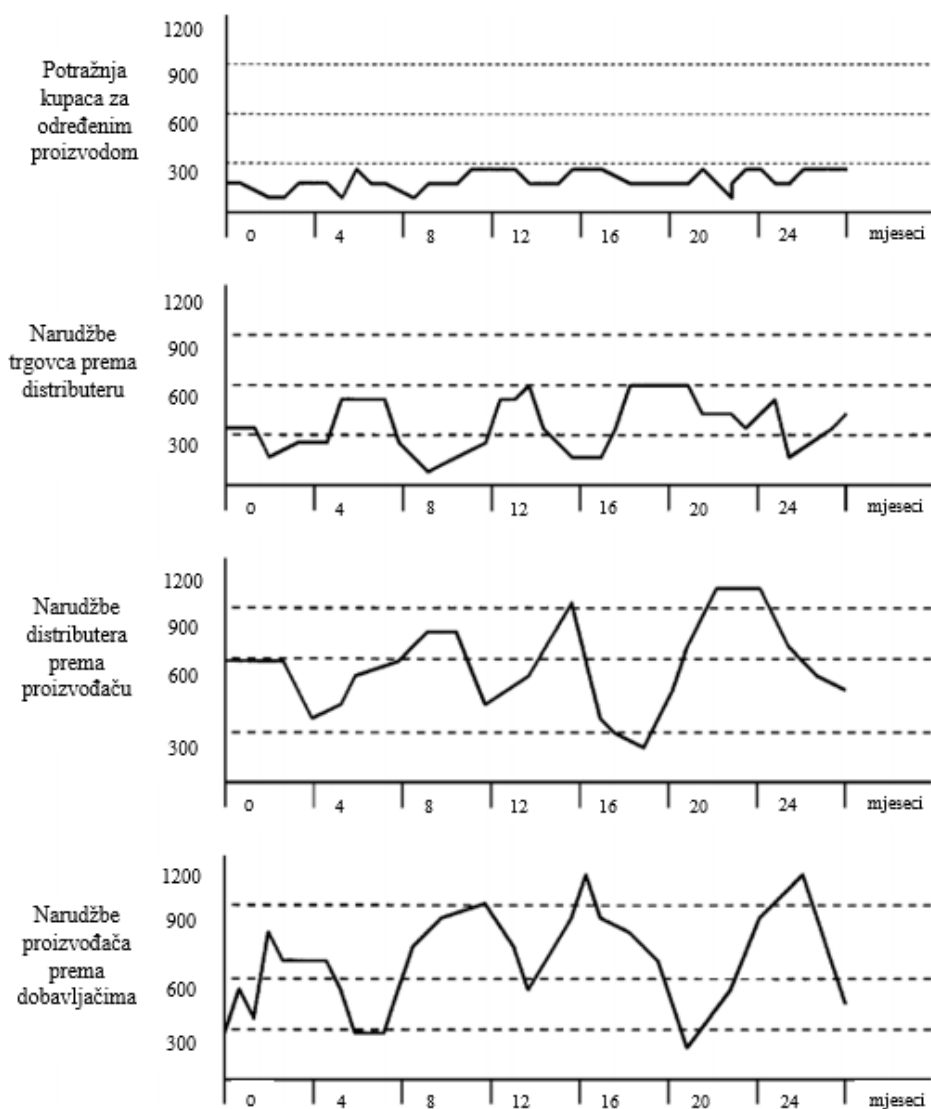 1200
Potražnja
kupaca za
određenim
proizvodom
900
600
300
0 4 8 12 16 20 24 mjeseci
1200
Narudžbe
trgovca prema
distributeru
900
600
300
0 4 8 12 16 20 24 mjeseci
1200
Narudžbe
distributera
prema
proizvođaču
900
600
300
0 4 8 12 16 20 24 mjeseci
1200
Narudžbe
proizvođača
prema
dobavljačima
900
600
300
0 4 8 12 16 20 24 mjeseci